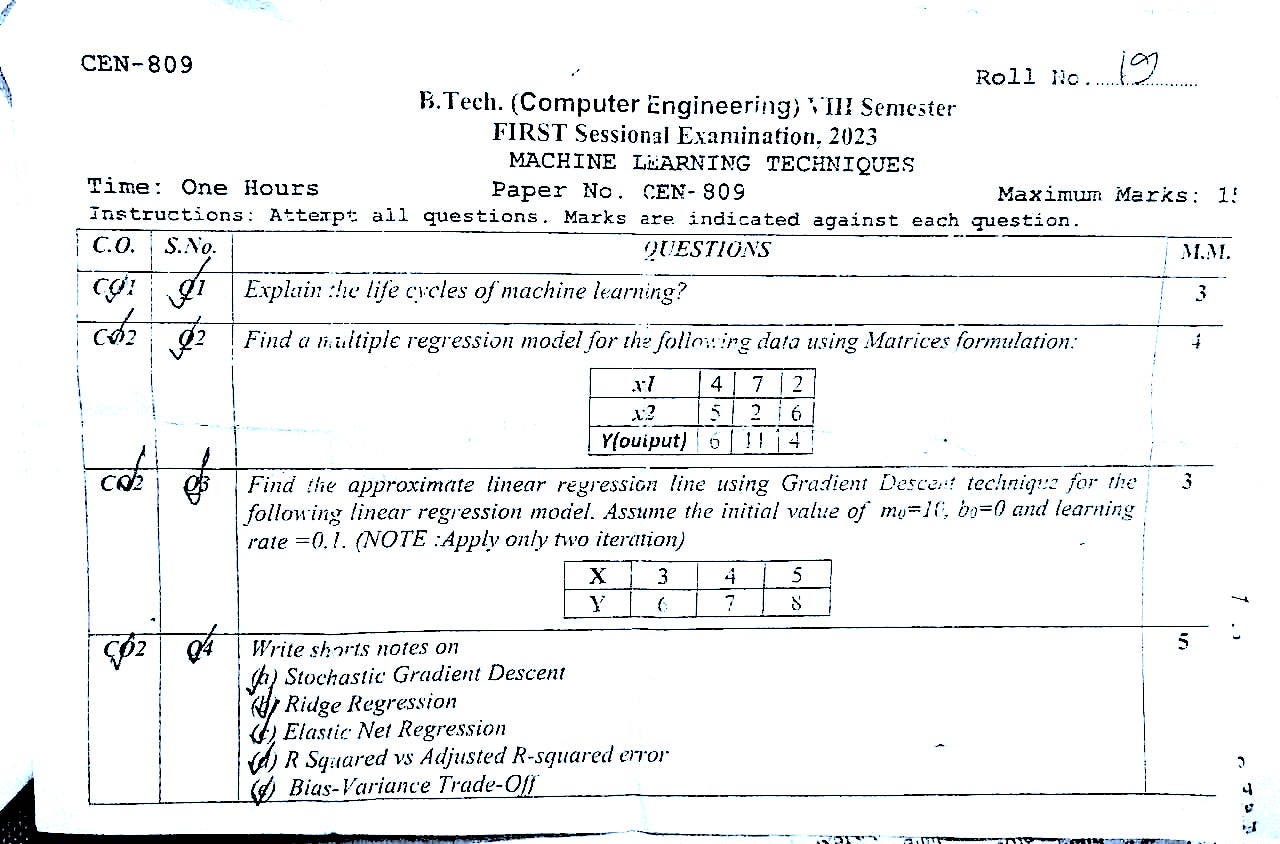 CEN-809
Roll No. 19
B.Tech. (Computer Engineering) VIII Semester
FIRST Sessional Examination, 2023
MACHINE LEARNING TECHNIQUES
Time: One Hours Paper No. CEN-809 Maximum Marks: 15
Instructions: Attempt all questions. Marks are indicated against each question.
C.O. S.No. QUESTIONS M.M.
CO1 Q1 Explain the life cycles of machine learning? 3
CO2 Q2 Find a multiple regression model for the following data using Matrices formulation: 4
x1 4 7 2
x2 5 2 6
Y(output) 6 11 4
CO2 Q3 Find the approximate linear regression line using Gradient Descent technique for the 3
following linear regression model. Assume the initial value of m0=10, b0=0 and learning
rate =0.1. (NOTE :Apply only two iteration)
X 3 4 5
Y 6 7 8
CO2 Q4 Write shorts notes on 5
(a) Stochastic Gradient Descent
(b) Ridge Regression
(c) Elastic Net Regression
(d) R Squared vs Adjusted R-squared error
(e) Bias-Variance Trade-Off